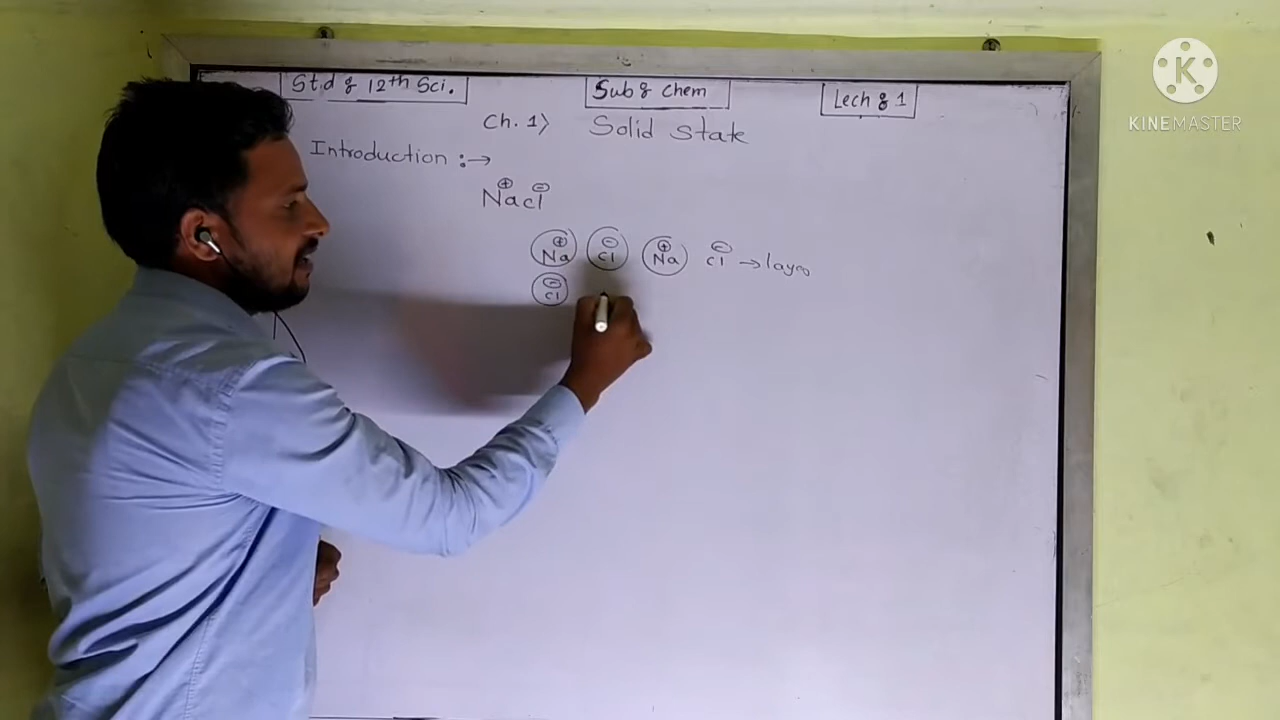 Std : 12th Sci. Sub : Chem Lech : 1
Ch. 1) Solid State
Introduction :→
Na⊕Cl⊖
Na⊕ Cl⊖ Na⊕ Cl⊖ → layer
Cl⊖
KINEMASTER